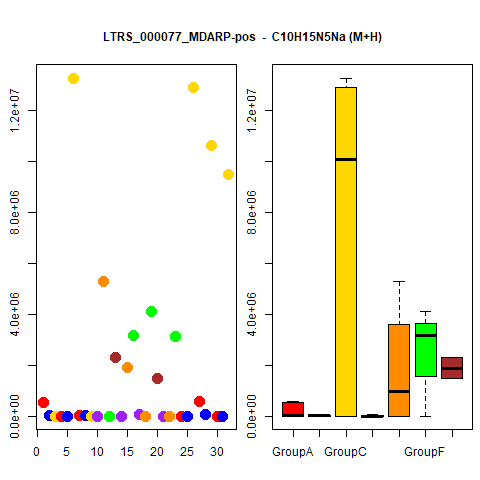 LTRS_000077_MDARP-pos - C10H15N5Na (M+H)
0.0e+00 4.0e+06 8.0e+06 1.2e+07
0 5 10 15 20 25 30
0.0e+00 4.0e+06 8.0e+06 1.2e+07
GroupA GroupC GroupF